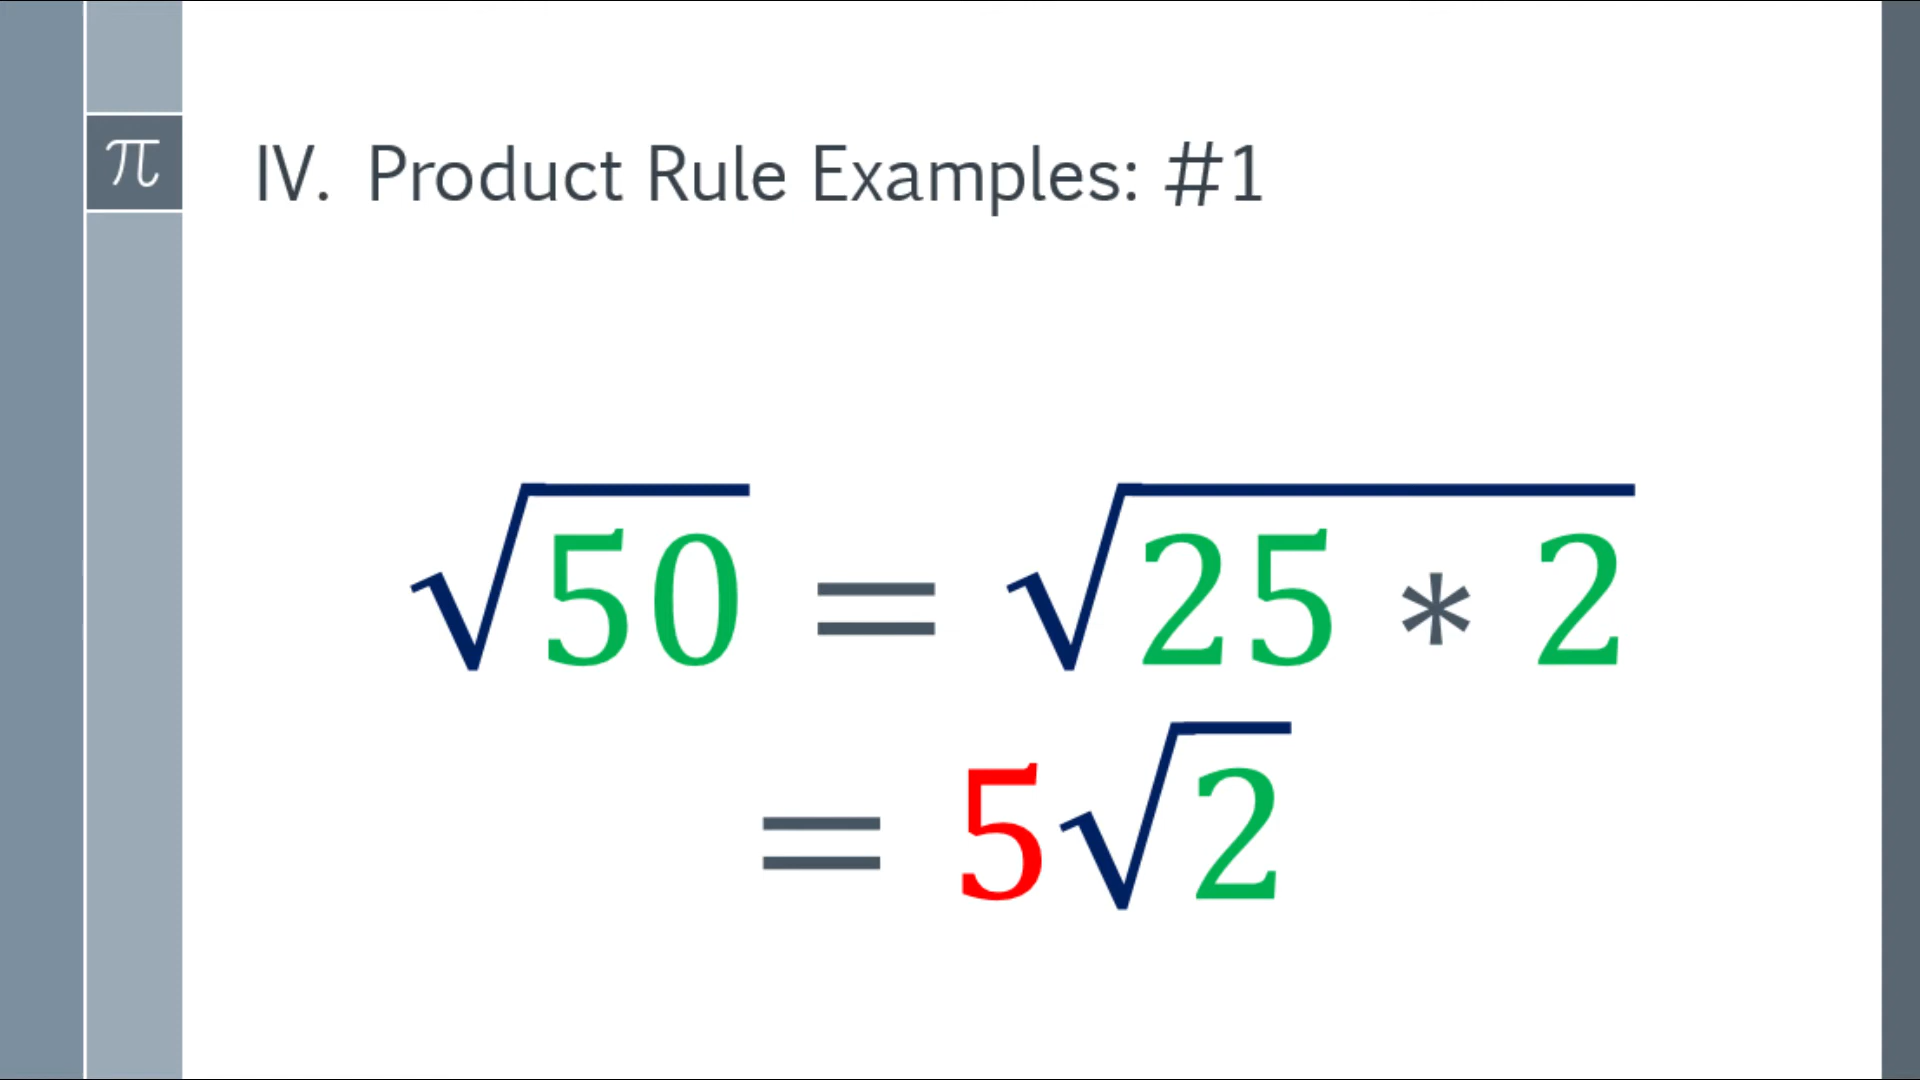 π
IV. Product Rule Examples: #1
√50 = √25 * 2
= 5√2